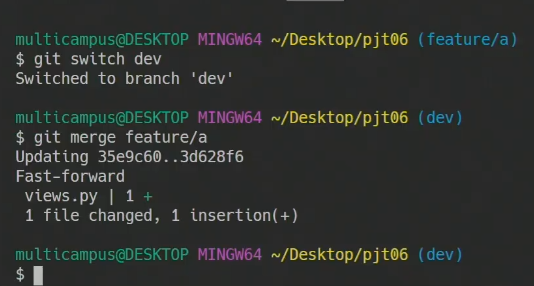 multicampus@DESKTOP MINGW64 ~/Desktop/pjt06 (feature/a)
$ git switch dev
Switched to branch 'dev'
multicampus@DESKTOP MINGW64 ~/Desktop/pjt06 (dev)
$ git merge feature/a
Updating 35e9c60..3d628f6
Fast-forward
 views.py | 1 +
 1 file changed, 1 insertion(+)
multicampus@DESKTOP MINGW64 ~/Desktop/pjt06 (dev)
$